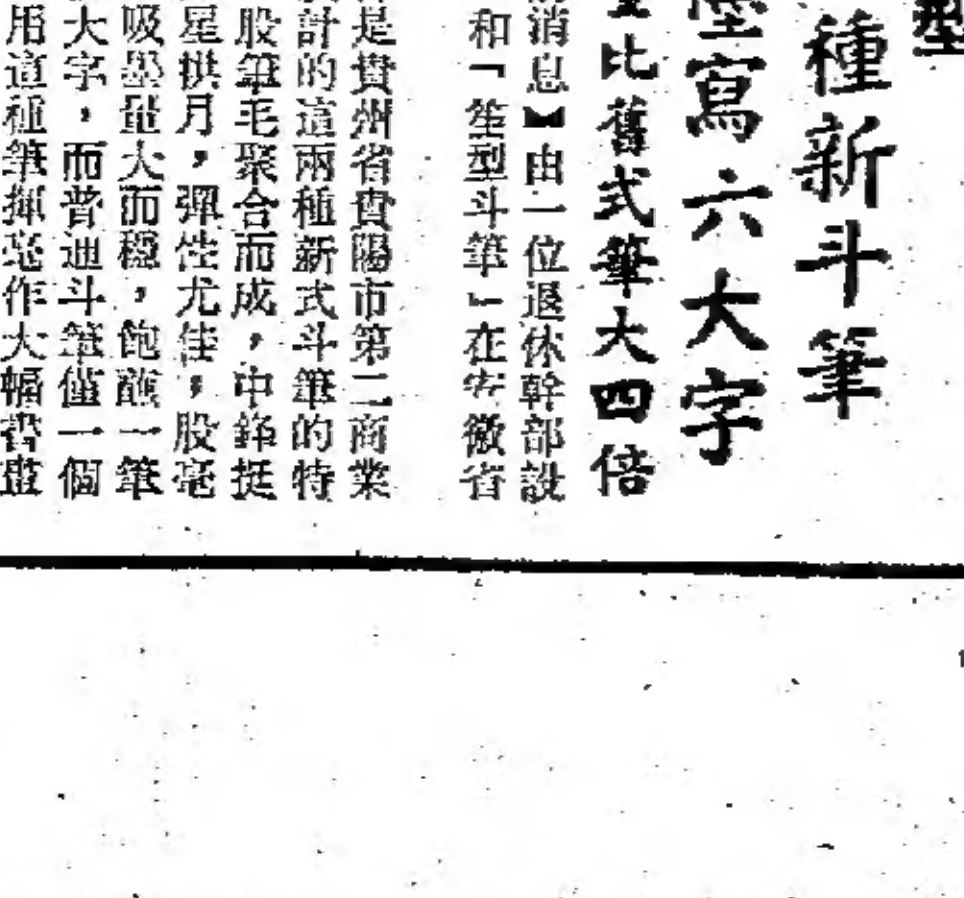 型
種新斗筆
寫六大字
比舊式筆大四倍
消息】由一位退休幹部設
和「笙型斗筆」在安徽省
是貴州省貴陽市第二商業
計的這兩種新式斗筆的特
股筆毛聚合而成，中鋒挺
星拱月，彈性尤佳，股毫
吸墨量大而穩，飽蘸一筆
大字，而普通斗筆僅一個
用這種筆揮毫作大幅書畫